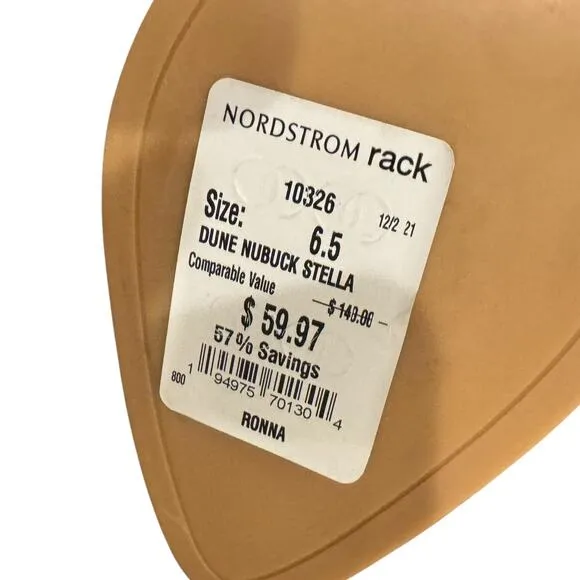 NORDSTROM rack
10326
12/2 21
Size: 6.5
DUNE NUBUCK STELLA
Comparable Value $140.00
$ 59.97
57% Savings
800 1 94975 70130 4
RONNA